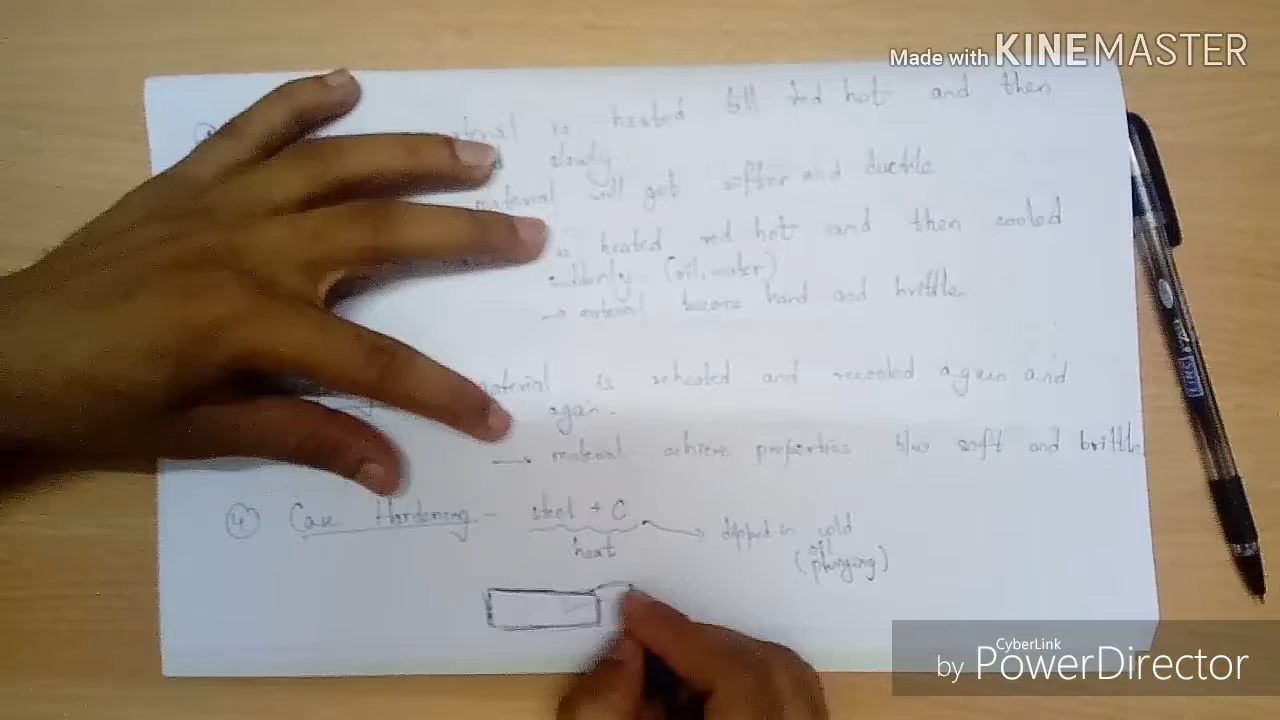 Made with KINEMASTER
is heated till red hot and then
slowly
material will get softer and ductile
is heated red hot and then cooled
suddenly (oil, water)
→ material become hard and brittle
material is reheated and recooled again and
again.
→ material achieve properties b/w soft and brittle
④ Case Hardening - steel + C → dipped in cold
heat oil
(plunging)
CyberLink
by PowerDirector